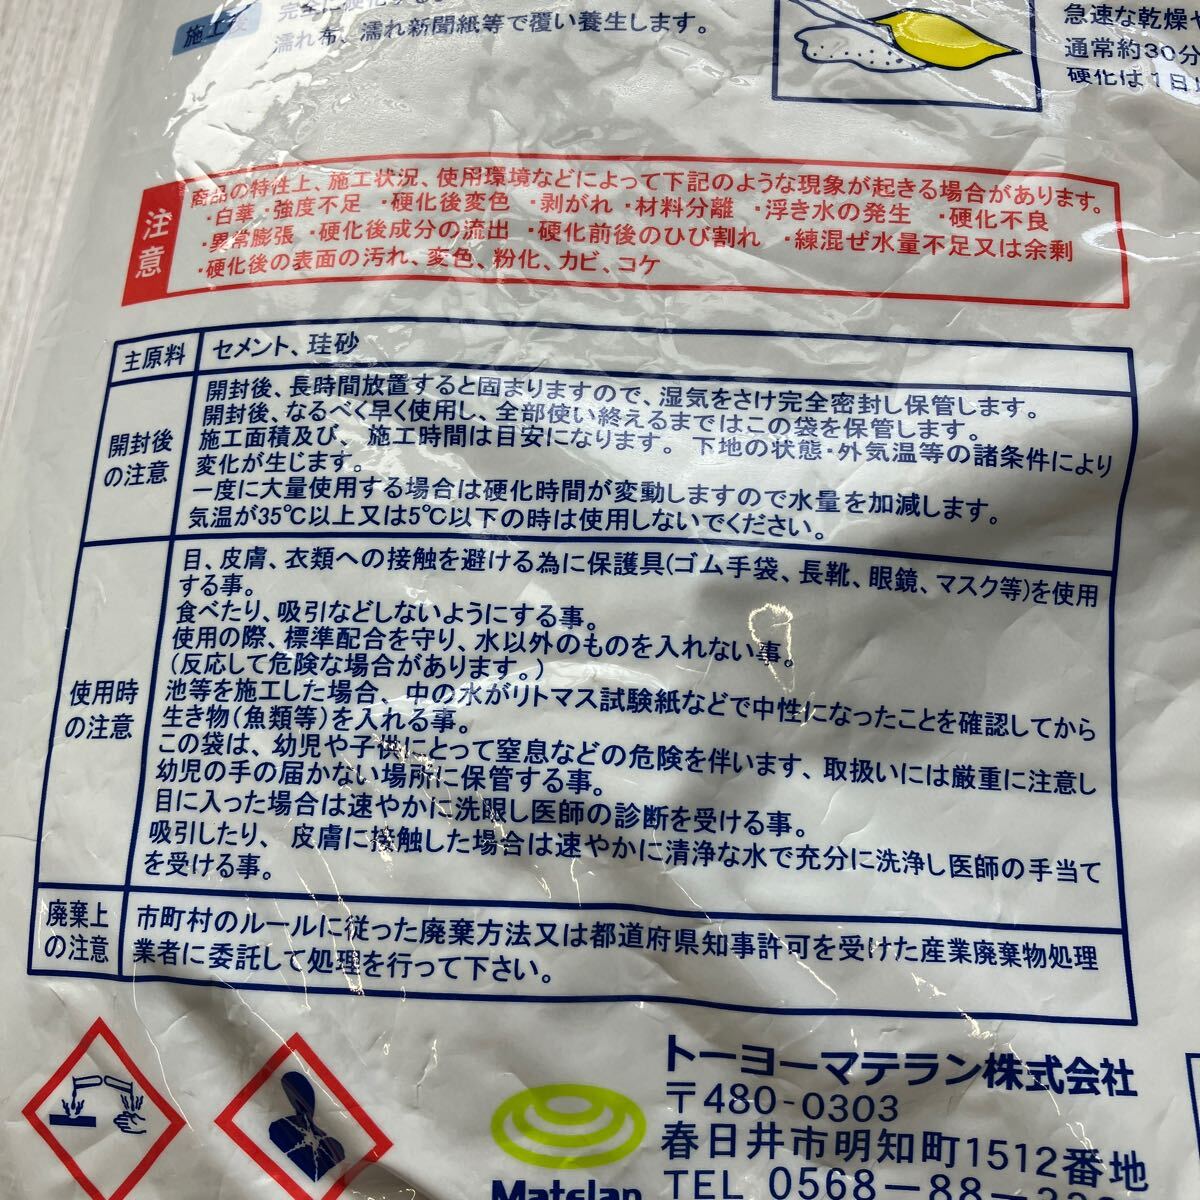 施工後
濡れ布、濡れ新聞紙等で覆い養生します。
急速な乾燥
通常約30分
硬化は1日
注意
商品の特性上、施工状況、使用環境などによって下記のような現象が起きる場合があります。
・白華 ・強度不足 ・硬化後変色 ・剥がれ ・材料分離 ・浮き水の発生 ・硬化不良
・異常膨張 ・硬化後成分の流出 ・硬化前後のひび割れ ・練混ぜ水量不足又は余剰
・硬化後の表面の汚れ、変色、粉化、カビ、コケ
主原料
セメント、珪砂
開封後
の注意
開封後、長時間放置すると固まりますので、湿気をさけ完全密封し保管します。
開封後、なるべく早く使用し、全部使い終えるまではこの袋を保管します。
施工面積及び、施工時間は目安になります。下地の状態・外気温等の諸条件により
変化が生じます。
一度に大量使用する場合は硬化時間が変動しますので水量を加減します。
気温が35℃以上又は5℃以下の時は使用しないでください。
使用時
の注意
目、皮膚、衣類への接触を避ける為に保護具(ゴム手袋、長靴、眼鏡、マスク等)を使用
する事。
食べたり、吸引などしないようにする事。
使用の際、標準配合を守り、水以外のものを入れない事。
(反応して危険な場合があります。)
池等を施工した場合、中の水がリトマス試験紙などで中性になったことを確認してから
生き物(魚類等)を入れる事。
この袋は、幼児や子供にとって窒息などの危険を伴います、取扱いには厳重に注意し
幼児の手の届かない場所に保管する事。
目に入った場合は速やかに洗眼し医師の診断を受ける事。
吸引したり、皮膚に接触した場合は速やかに清浄な水で充分に洗浄し医師の手当て
を受ける事。
廃棄上
の注意
市町村のルールに従った廃棄方法又は都道府県知事許可を受けた産業廃棄物処理
業者に委託して処理を行って下さい。
トーヨーマテラン株式会社
〒480-0303
春日井市明知町1512番地
TEL 0568-88-
Matelan